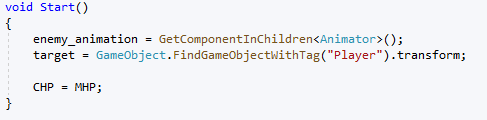 void Start()
{
enemy_animation = GetComponentInChildren<Animator>();
target = GameObject.FindGameObjectWithTag("Player").transform;
CHP = MHP;
}